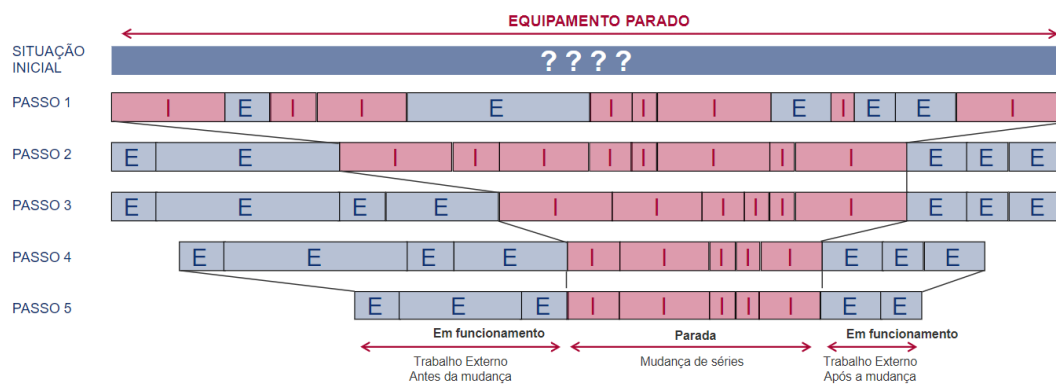 EQUIPAMENTO PARADO
SITUAÇÃO
INICIAL
? ? ? ?
PASSO 1
I E I I E I I I E I E E I
PASSO 2
E E I I I I I I I I E E E
PASSO 3
E E E E I I I I I I E E E
PASSO 4
E E E E I I I I I E E E
PASSO 5
E E E I I I I I E E
Em funcionamento Parada Em funcionamento
Trabalho Externo Mudança de séries Trabalho Externo
Antes da mudança Após a mudança